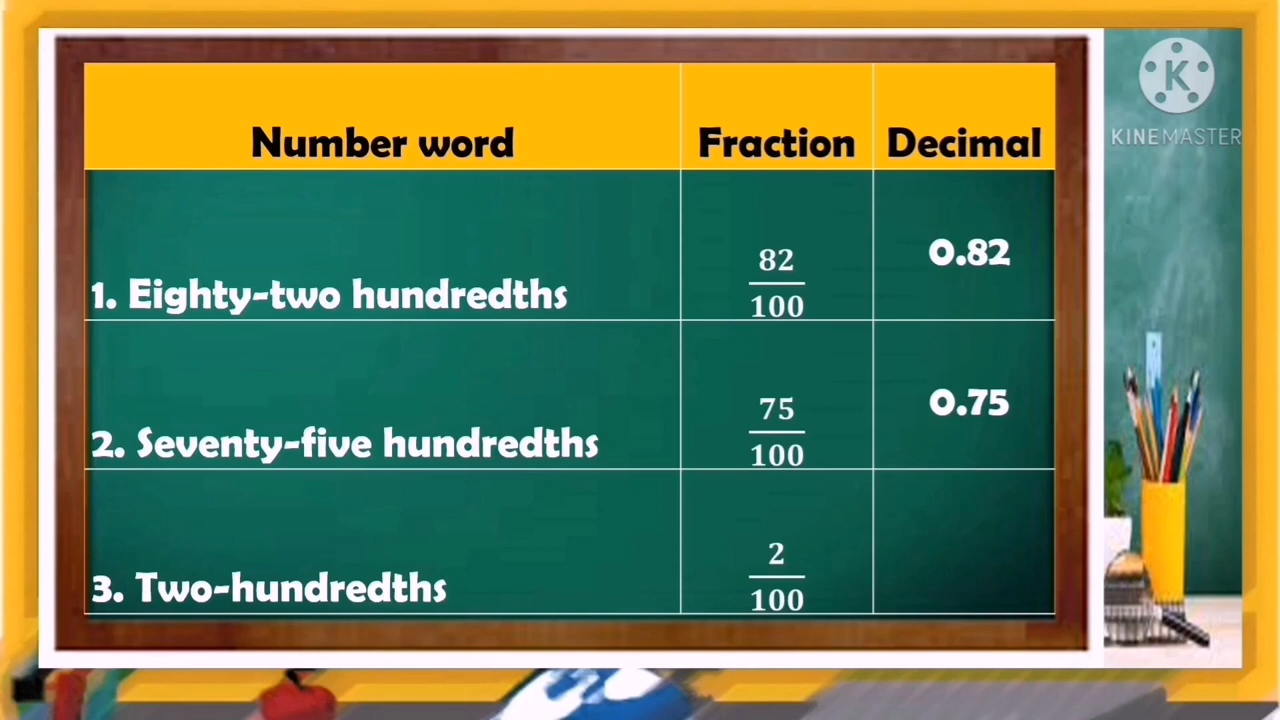 Number word Fraction Decimal
1. Eighty-two hundredths 82/100 0.82
2. Seventy-five hundredths 75/100 0.75
3. Two-hundredths 2/100
K
KINEMASTER